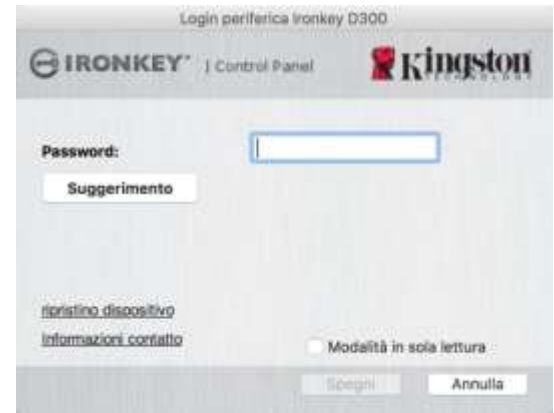 Login periferica Ironkey D300
IRONKEY | Control Panel
Kingston
TECHNOLOGY
Password:
Suggerimento
ripristino dispositivo
Informazioni contatto
Modalità in sola lettura
Spegni Annulla